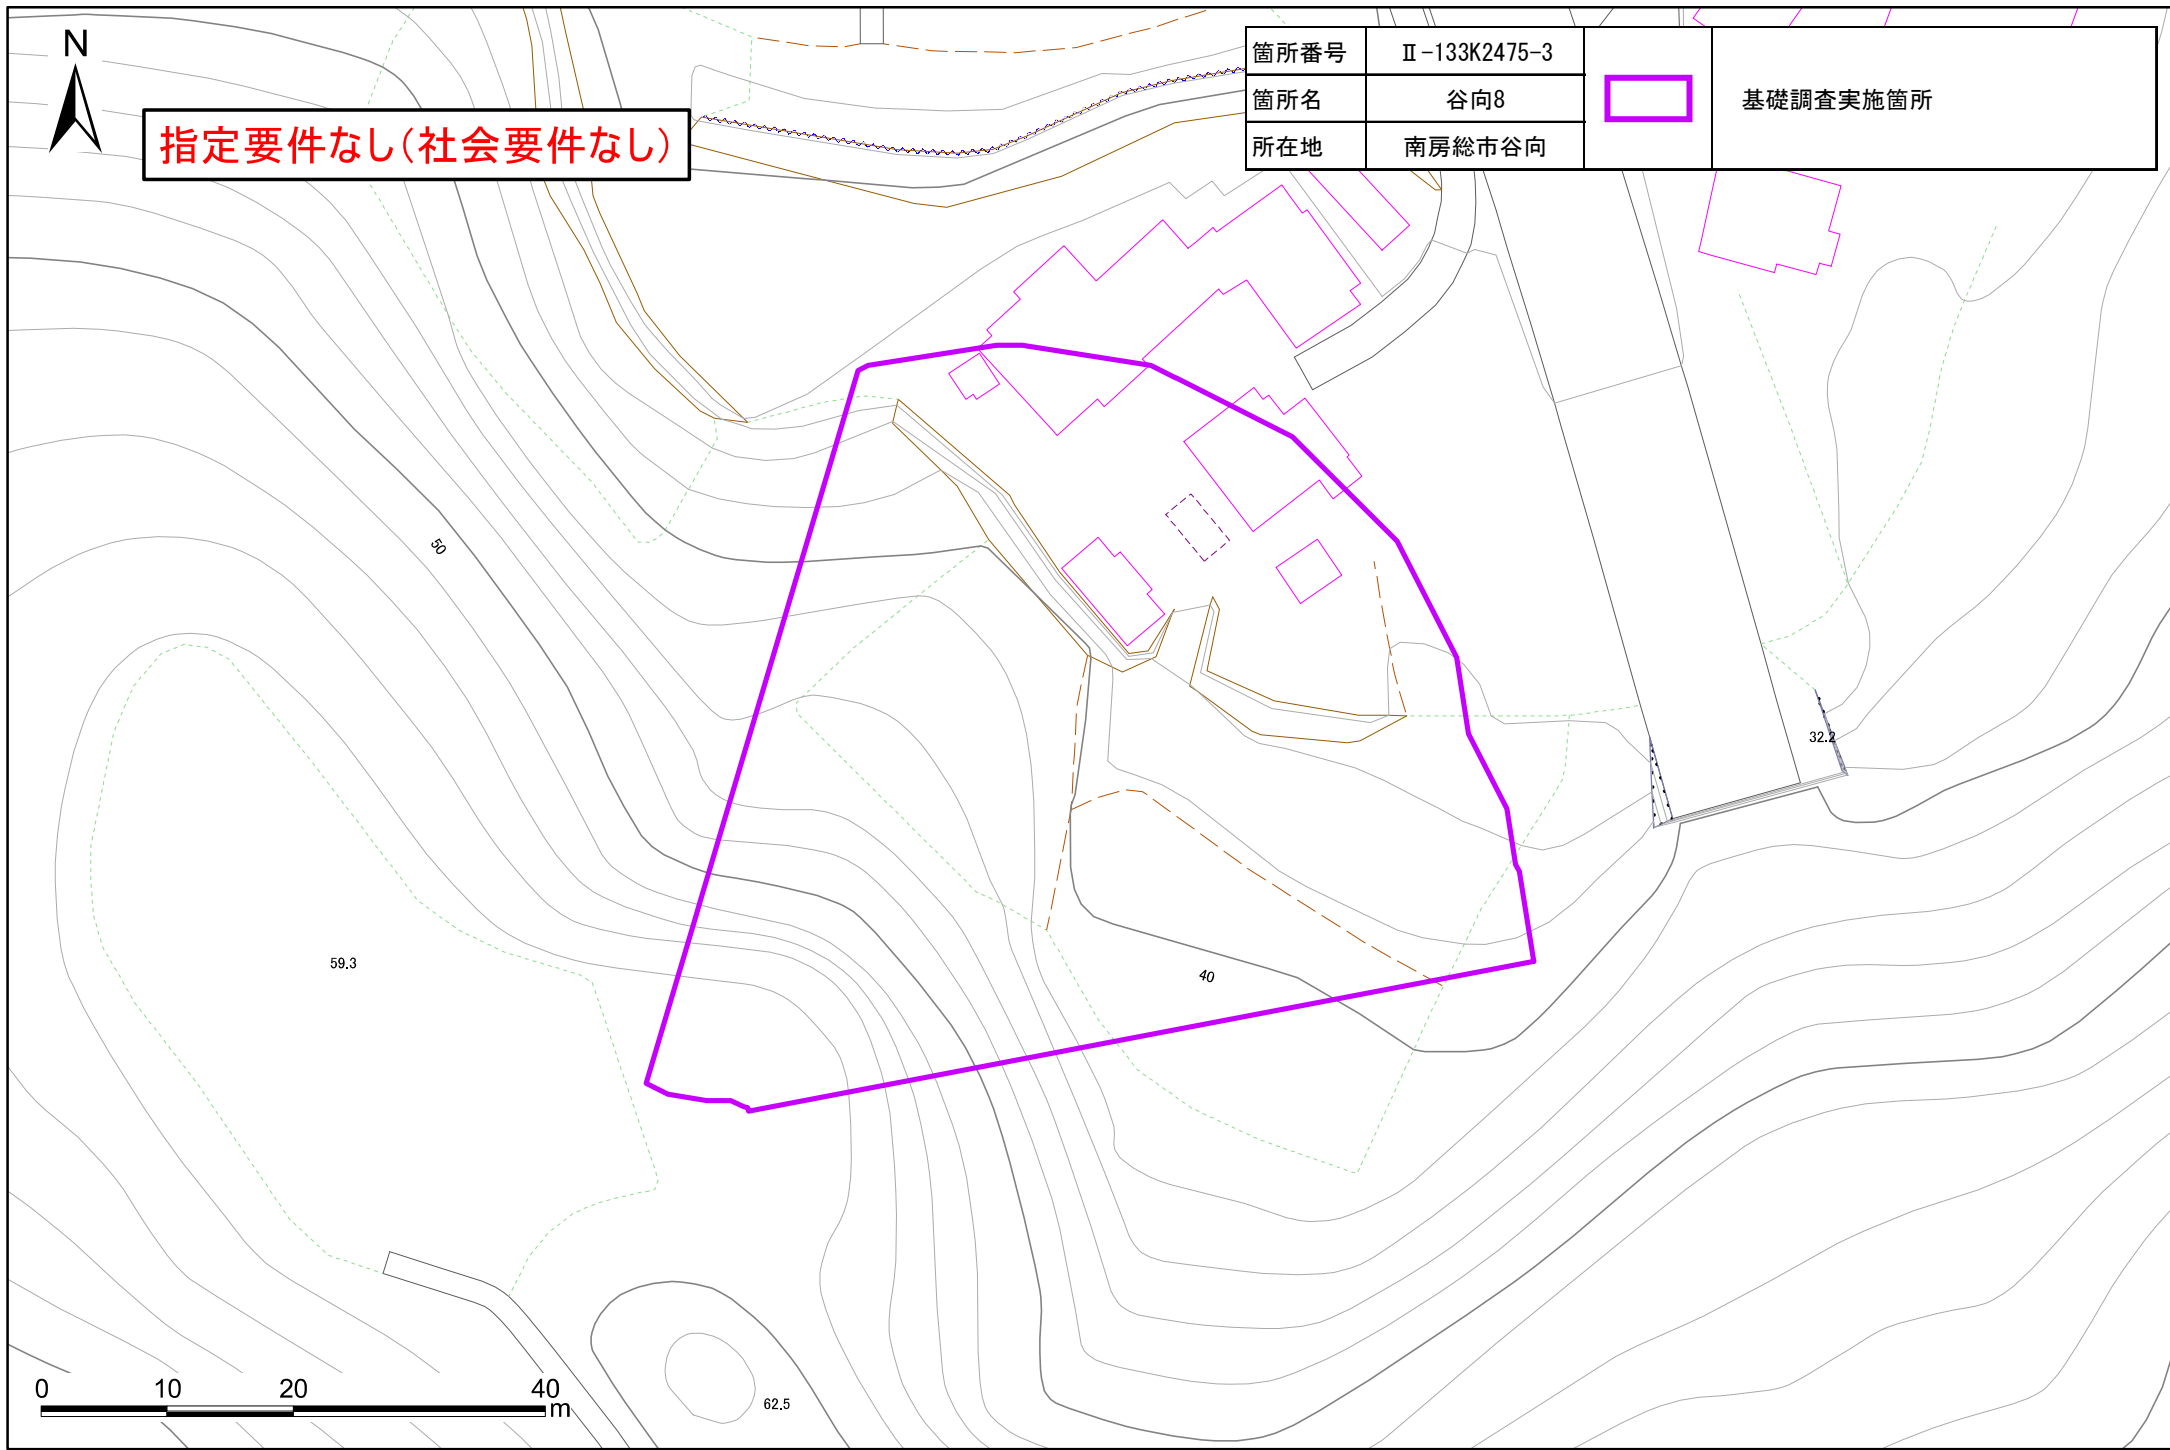 N
指定要件なし(社会要件なし)
箇所番号 Ⅱ-133K2475-3
箇所名 谷向8
所在地 南房総市谷向
基礎調査実施箇所
50
32.2
59.3
40
62.5
0 10 20 40
m